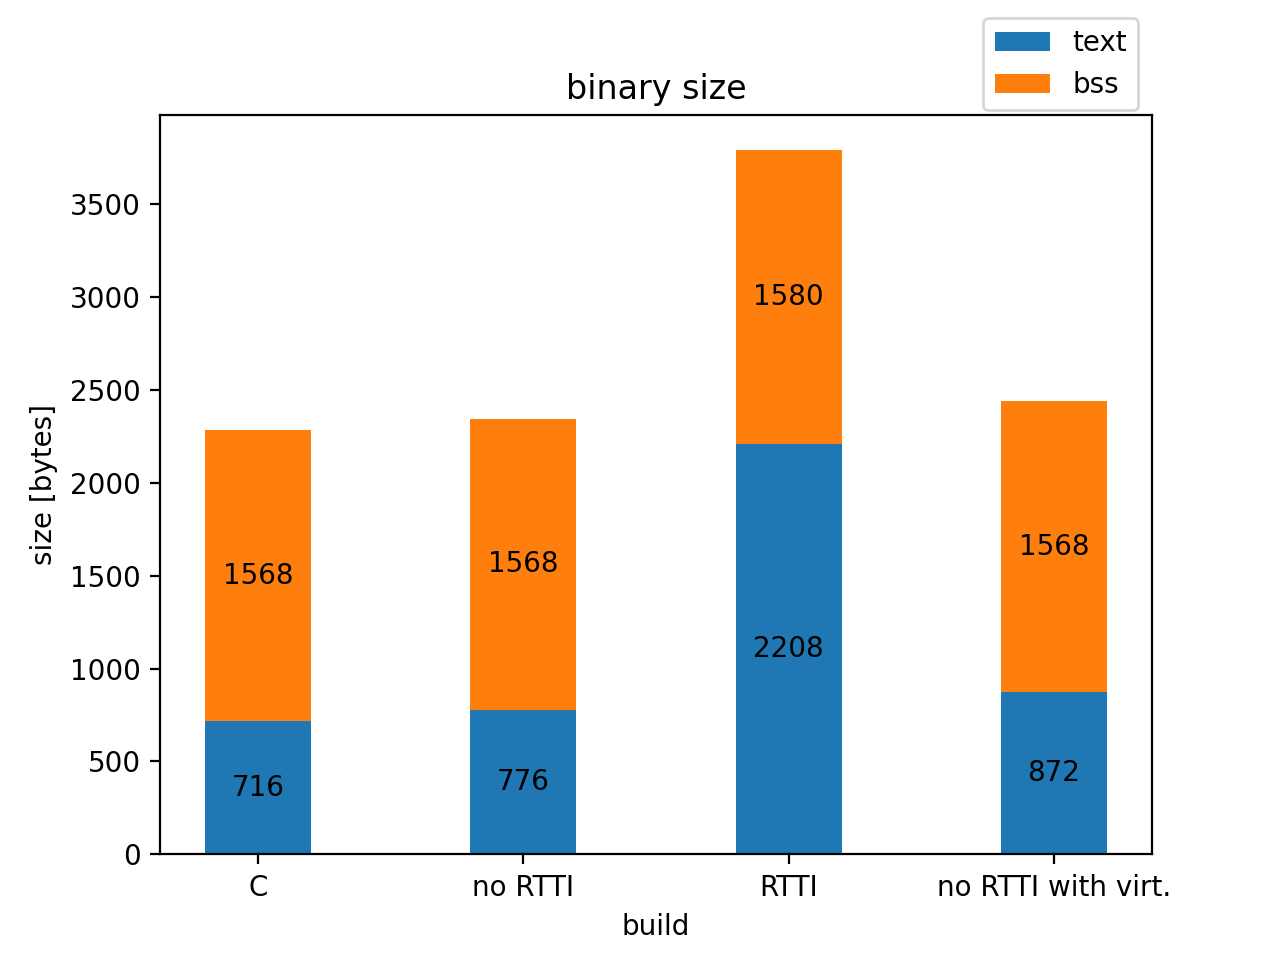 text
bss
binary size
size [bytes]
3500
3000
2500
2000
1500
1000
500
0
1568
1568
1580
1568
716
776
2208
872
C
no RTTI
RTTI
no RTTI with virt.
build